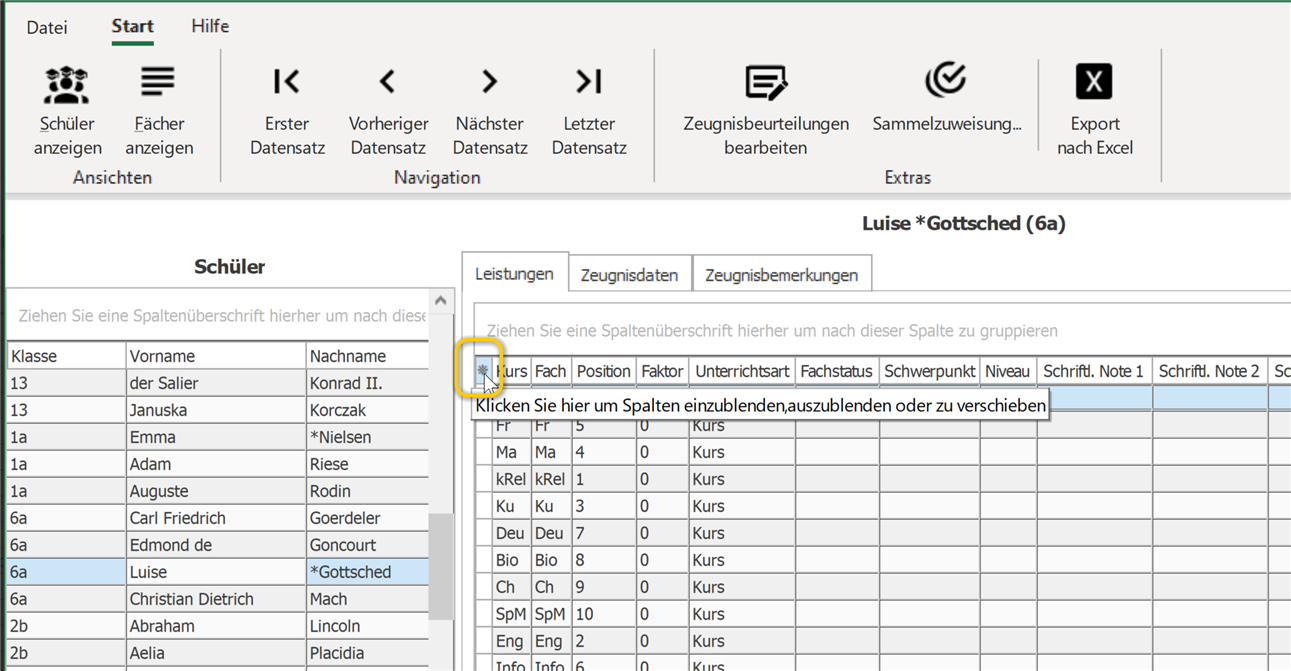 Datei Start Hilfe
Schüler anzeigen
Fächer anzeigen
Erster Datensatz
Vorheriger Datensatz
Nächster Datensatz
Letzter Datensatz
Zeugnisbeurteilungen bearbeiten
Sammelzuweisung...
X
Export nach Excel
Ansichten Navigation Extras
Luise *Gottsched (6a)
Schüler
Ziehen Sie eine Spaltenüberschrift hierher um nach diese
Klasse Vorname Nachname
13 der Salier Konrad II.
13 Januska Korczak
1a Emma *Nielsen
1a Adam Riese
1a Auguste Rodin
6a Carl Friedrich Goerdeler
6a Edmond de Goncourt
6a Luise *Gottsched
6a Christian Dietrich Mach
2b Abraham Lincoln
2b Aelia Placidia
Leistungen Zeugnisdaten Zeugnisbemerkungen
Ziehen Sie eine Spaltenüberschrift hierher um nach dieser Spalte zu gruppieren
Kurs Fach Position Faktor Unterrichtsart Fachstatus Schwerpunkt Niveau Schriftl. Note 1 Schriftl. Note 2 Sc
Klicken Sie hier um Spalten einzublenden,auszublenden oder zu verschieben
Fr Fr 5 0 Kurs
Ma Ma 4 0 Kurs
kRel kRel 1 0 Kurs
Ku Ku 3 0 Kurs
Deu Deu 7 0 Kurs
Bio Bio 8 0 Kurs
Ch Ch 9 0 Kurs
SpM SpM 10 0 Kurs
Eng Eng 2 0 Kurs
Info Info 6 0 Kurs